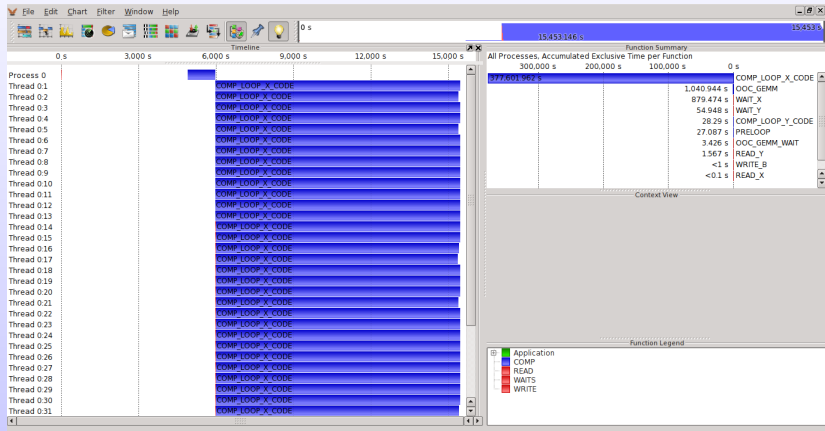 File Edit Chart Filter Window Help
0 s
15,453 s
15,453.146 s
Timeline
0 s 3,000 s 6,000 s 9,000 s 12,000 s 15,000 s
Process 0
Thread 0:1 COMP_LOOP_X_CODE
Thread 0:2 COMP_LOOP_X_CODE
Thread 0:3 COMP_LOOP_X_CODE
Thread 0:4 COMP_LOOP_X_CODE
Thread 0:5 COMP_LOOP_X_CODE
Thread 0:6 COMP_LOOP_X_CODE
Thread 0:7 COMP_LOOP_X_CODE
Thread 0:8 COMP_LOOP_X_CODE
Thread 0:9 COMP_LOOP_X_CODE
Thread 0:10 COMP_LOOP_X_CODE
Thread 0:11 COMP_LOOP_X_CODE
Thread 0:12 COMP_LOOP_X_CODE
Thread 0:13 COMP_LOOP_X_CODE
Thread 0:14 COMP_LOOP_X_CODE
Thread 0:15 COMP_LOOP_X_CODE
Thread 0:16 COMP_LOOP_X_CODE
Thread 0:17 COMP_LOOP_X_CODE
Thread 0:18 COMP_LOOP_X_CODE
Thread 0:19 COMP_LOOP_X_CODE
Thread 0:20 COMP_LOOP_X_CODE
Thread 0:21 COMP_LOOP_X_CODE
Thread 0:22 COMP_LOOP_X_CODE
Thread 0:23 COMP_LOOP_X_CODE
Thread 0:24 COMP_LOOP_X_CODE
Thread 0:25 COMP_LOOP_X_CODE
Thread 0:26 COMP_LOOP_X_CODE
Thread 0:27 COMP_LOOP_X_CODE
Thread 0:28 COMP_LOOP_X_CODE
Thread 0:29 COMP_LOOP_X_CODE
Thread 0:30 COMP_LOOP_X_CODE
Thread 0:31 COMP_LOOP_X_CODE
Function Summary
All Processes, Accumulated Exclusive Time per Function
300,000 s 200,000 s 100,000 s 0 s
377,601.962 s COMP_LOOP_X_CODE
1,040.944 s OOC_GEMM
879.474 s WAIT_X
54.948 s WAIT_Y
28.29 s COMP_LOOP_Y_CODE
27.087 s PRELOOP
3.426 s OOC_GEMM_WAIT
1.567 s READ_Y
<1 s WRITE_B
<0.1 s READ_X
Context View
Function Legend
Application
COMP
READ
WAITS
WRITE